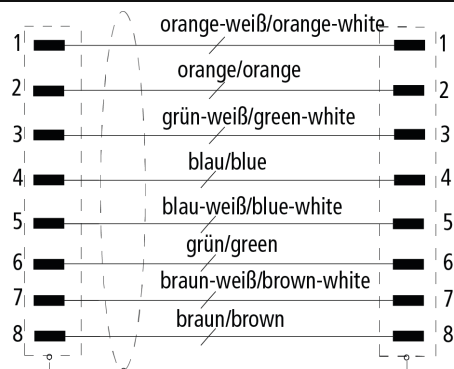 1 orange-weiß/orange-white 1
2 orange/orange 2
3 grün-weiß/green-white 3
4 blau/blue 4
5 blau-weiß/blue-white 5
6 grün/green 6
7 braun-weiß/brown-white 7
8 braun/brown 8